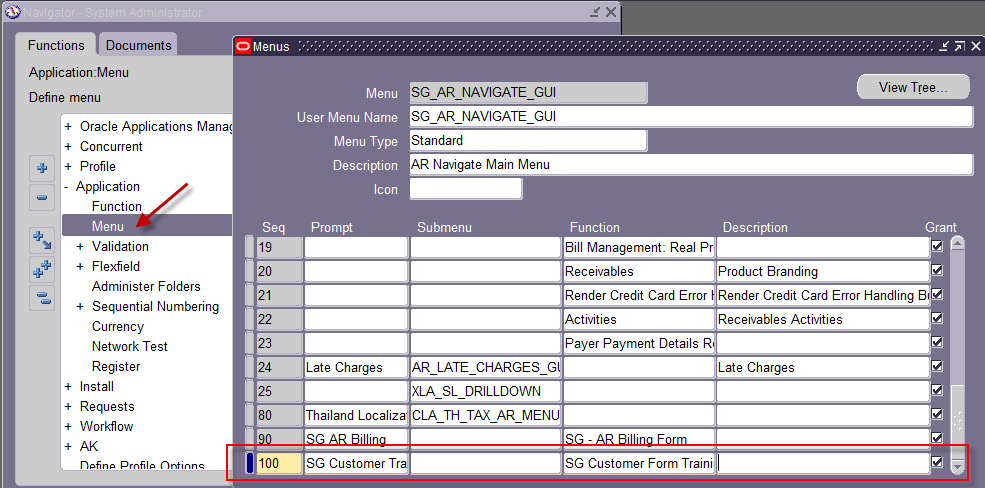 Navigator - System Administrator
Functions Documents
Application:Menu
Define menu
+ Oracle Applications Manag
+ Concurrent
+ Profile
- Application
Function
Menu
+ Validation
+ Flexfield
Administer Folders
+ Sequential Numbering
Currency
Network Test
Register
+ Install
+ Requests
+ Workflow
+ AK
Define Profile Options
Menus
Menu SG_AR_NAVIGATE_GUI
View Tree...
User Menu Name SG_AR_NAVIGATE_GUI
Menu Type Standard
Description AR Navigate Main Menu
Icon
Seq Prompt Submenu Function Description Grant
19 Bill Management: Real Pr
20 Receivables Product Branding
21 Render Credit Card Error Render Credit Card Error Handling Bu
22 Activities Receivables Activities
23 Payer Payment Details Re
24 Late Charges AR_LATE_CHARGES_GU Late Charges
25 XLA_SL_DRILLDOWN
80 Thailand Localizat CLA_TH_TAX_AR_MENU
90 SG AR Billing SG - AR Billing Form
100 SG Customer Tra SG Customer Form Traini